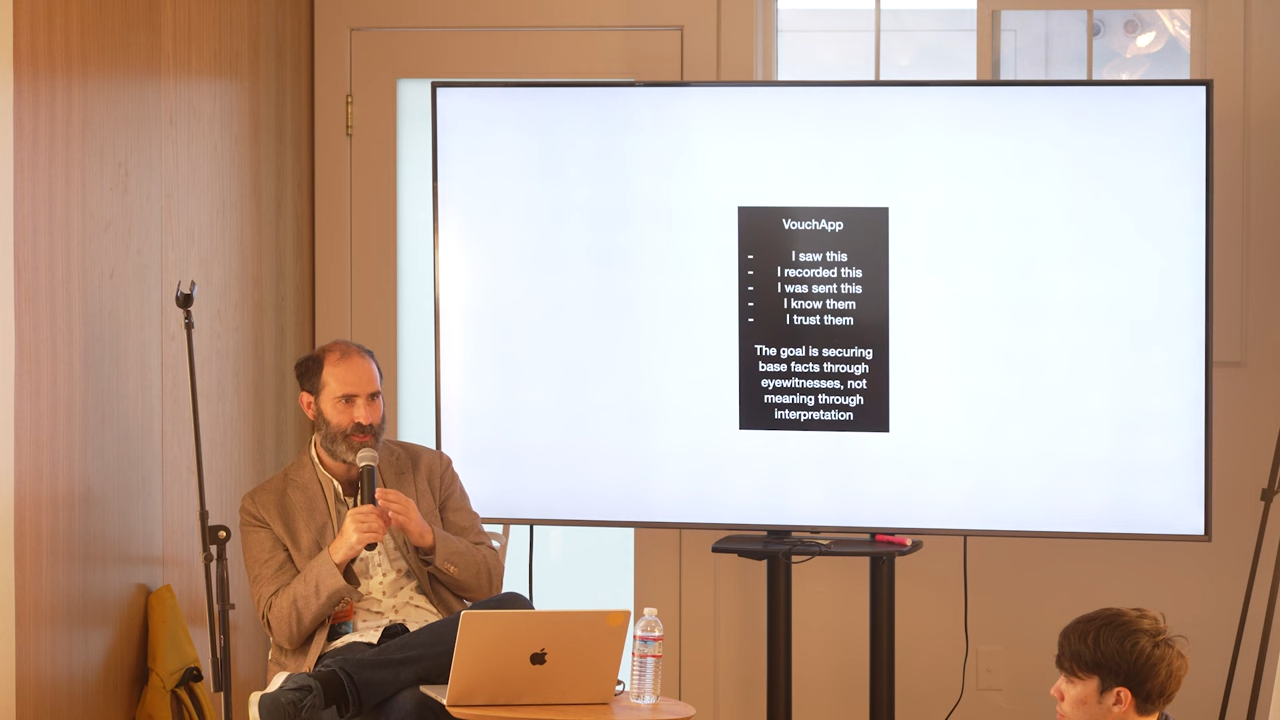 VouchApp
- I saw this
- I recorded this
- I was sent this
- I know them
- I trust them
The goal is securing
base facts through
eyewitnesses, not
meaning through
interpretation